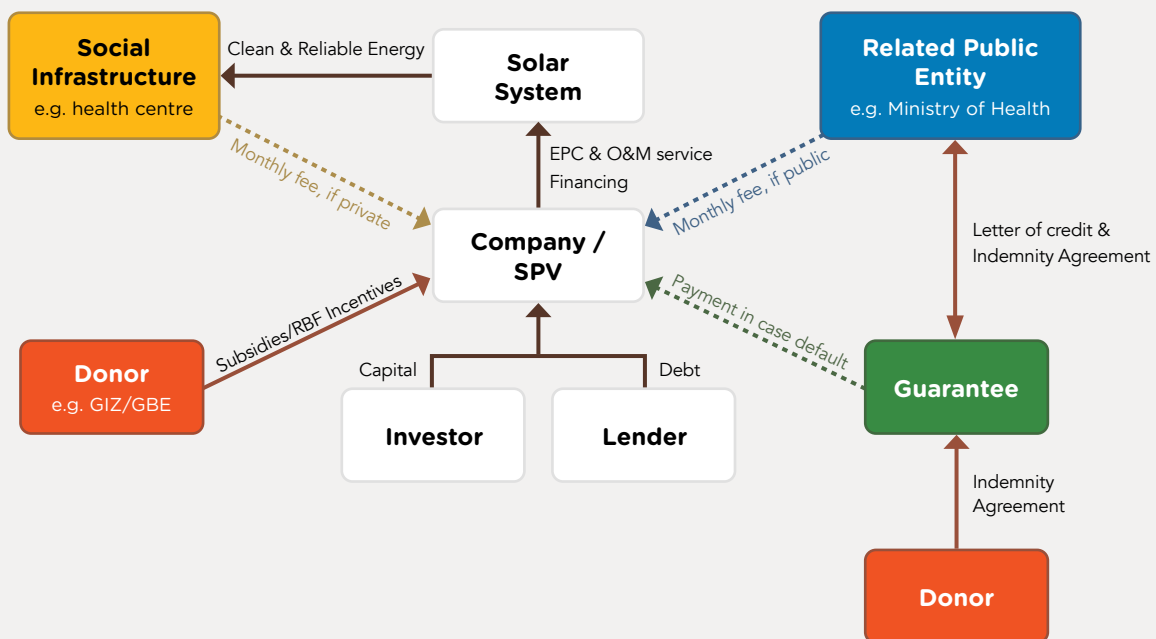 Social
Infrastructure
e.g. health centre
Clean & Reliable Energy
Solar
System
Related Public
Entity
e.g. Ministry of Health
Monthly fee, if private
EPC & O&M service
Financing
Monthly fee, if public
Company /
SPV
Letter of credit &
Indemnity Agreement
Subsidies/RBF Incentives
Payment in case default
Donor
e.g. GIZ/GBE
Capital
Debt
Investor
Lender
Guarantee
Indemnity
Agreement
Donor